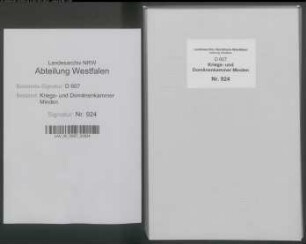 Landesarchiv NRW
Abteilung Westfalen
Bestands-Signatur: D 607
Bestand: Kriegs- und Domänenkammer
Minden
Signatur: Nr. 924
D 607
Kriegs- und
Domänenkammer Minden
Nr. 924